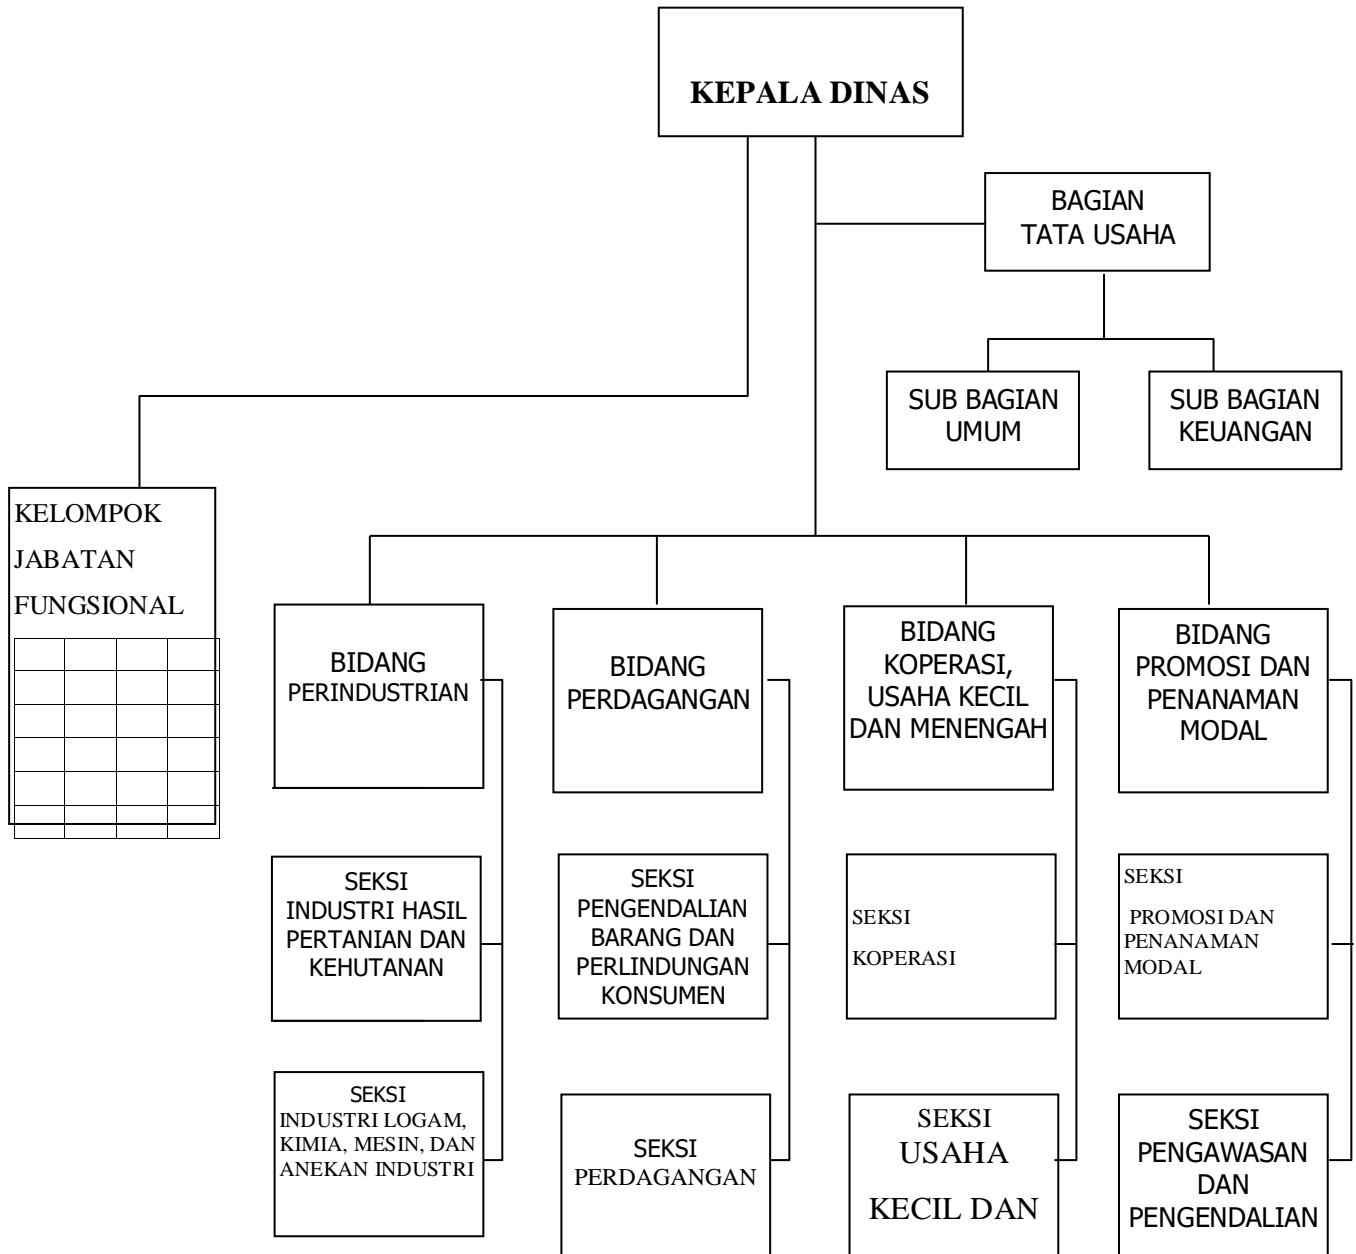 KEPALA DINAS
BAGIAN
TATA USAHA
SUB BAGIAN
UMUM
SUB BAGIAN
KEUANGAN
KELOMPOK
JABATAN
FUNGSIONAL
BIDANG
PERINDUSTRIAN
BIDANG
PERDAGANGAN
BIDANG
KOPERASI,
USAHA KECIL
DAN MENENGAH
BIDANG
PROMOSI DAN
PENANAMAN
MODAL
SEKSI
INDUSTRI HASIL
PERTANIAN DAN
KEHUTANAN
SEKSI
PENGENDALIAN
BARANG DAN
PERLINDUNGAN
KONSUMEN
SEKSI
KOPERASI
SEKSI
PROMOSI DAN
PENANAMAN
MODAL
SEKSI
INDUSTRI LOGAM,
KIMIA, MESIN, DAN
ANEKAN INDUSTRI
SEKSI
PERDAGANGAN
SEKSI
USAHA
KECIL DAN
SEKSI
PENGAWASAN
DAN
PENGENDALIAN